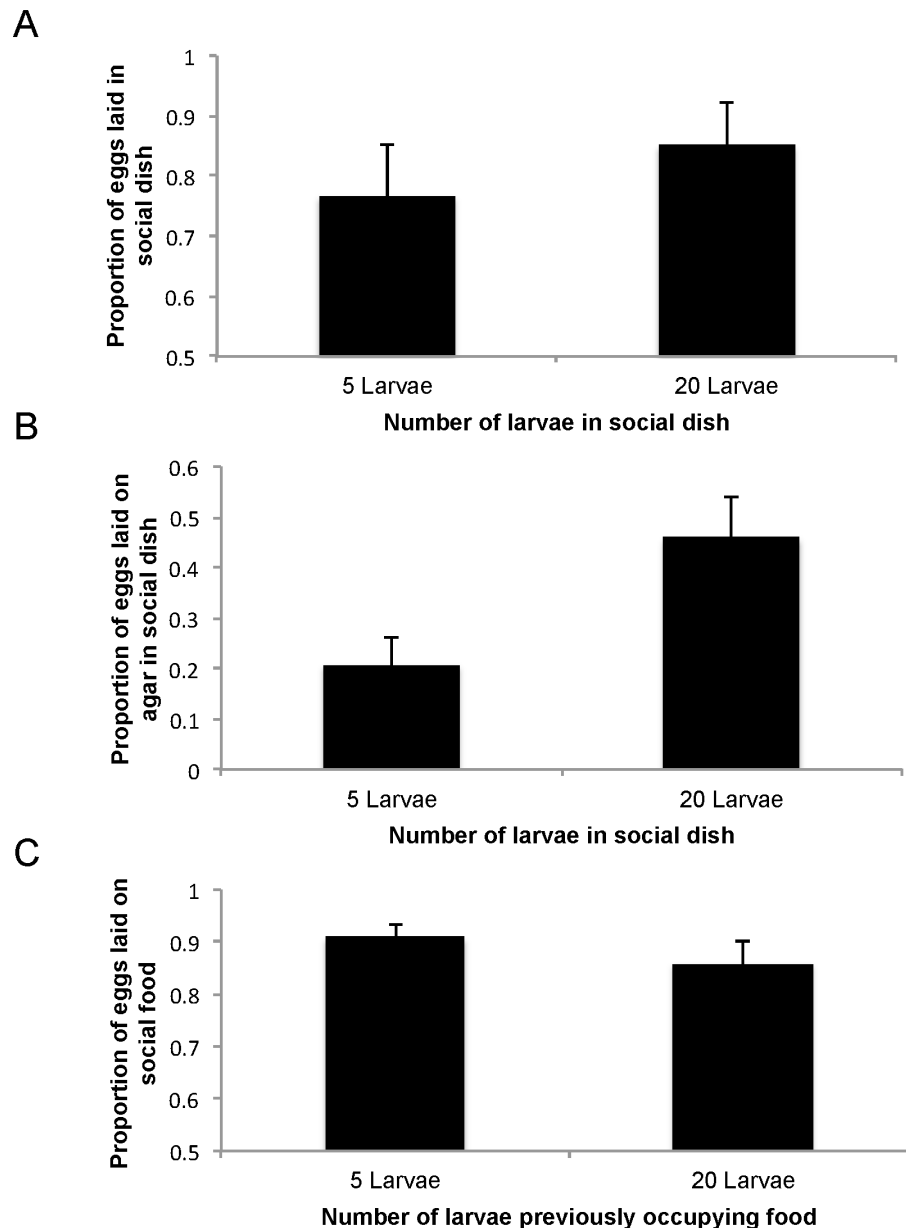 A
Proportion of eggs laid in
social dish
1
0.9
0.8
0.7
0.6
0.5
5 Larvae
20 Larvae
Number of larvae in social dish
B
Proportion of eggs laid on
agar in social dish
0.6
0.5
0.4
0.3
0.2
0.1
0
5 Larvae
20 Larvae
Number of larvae in social dish
C
Proportion of eggs laid on
social food
1
0.9
0.8
0.7
0.6
0.5
5 Larvae
20 Larvae
Number of larvae previously occupying food